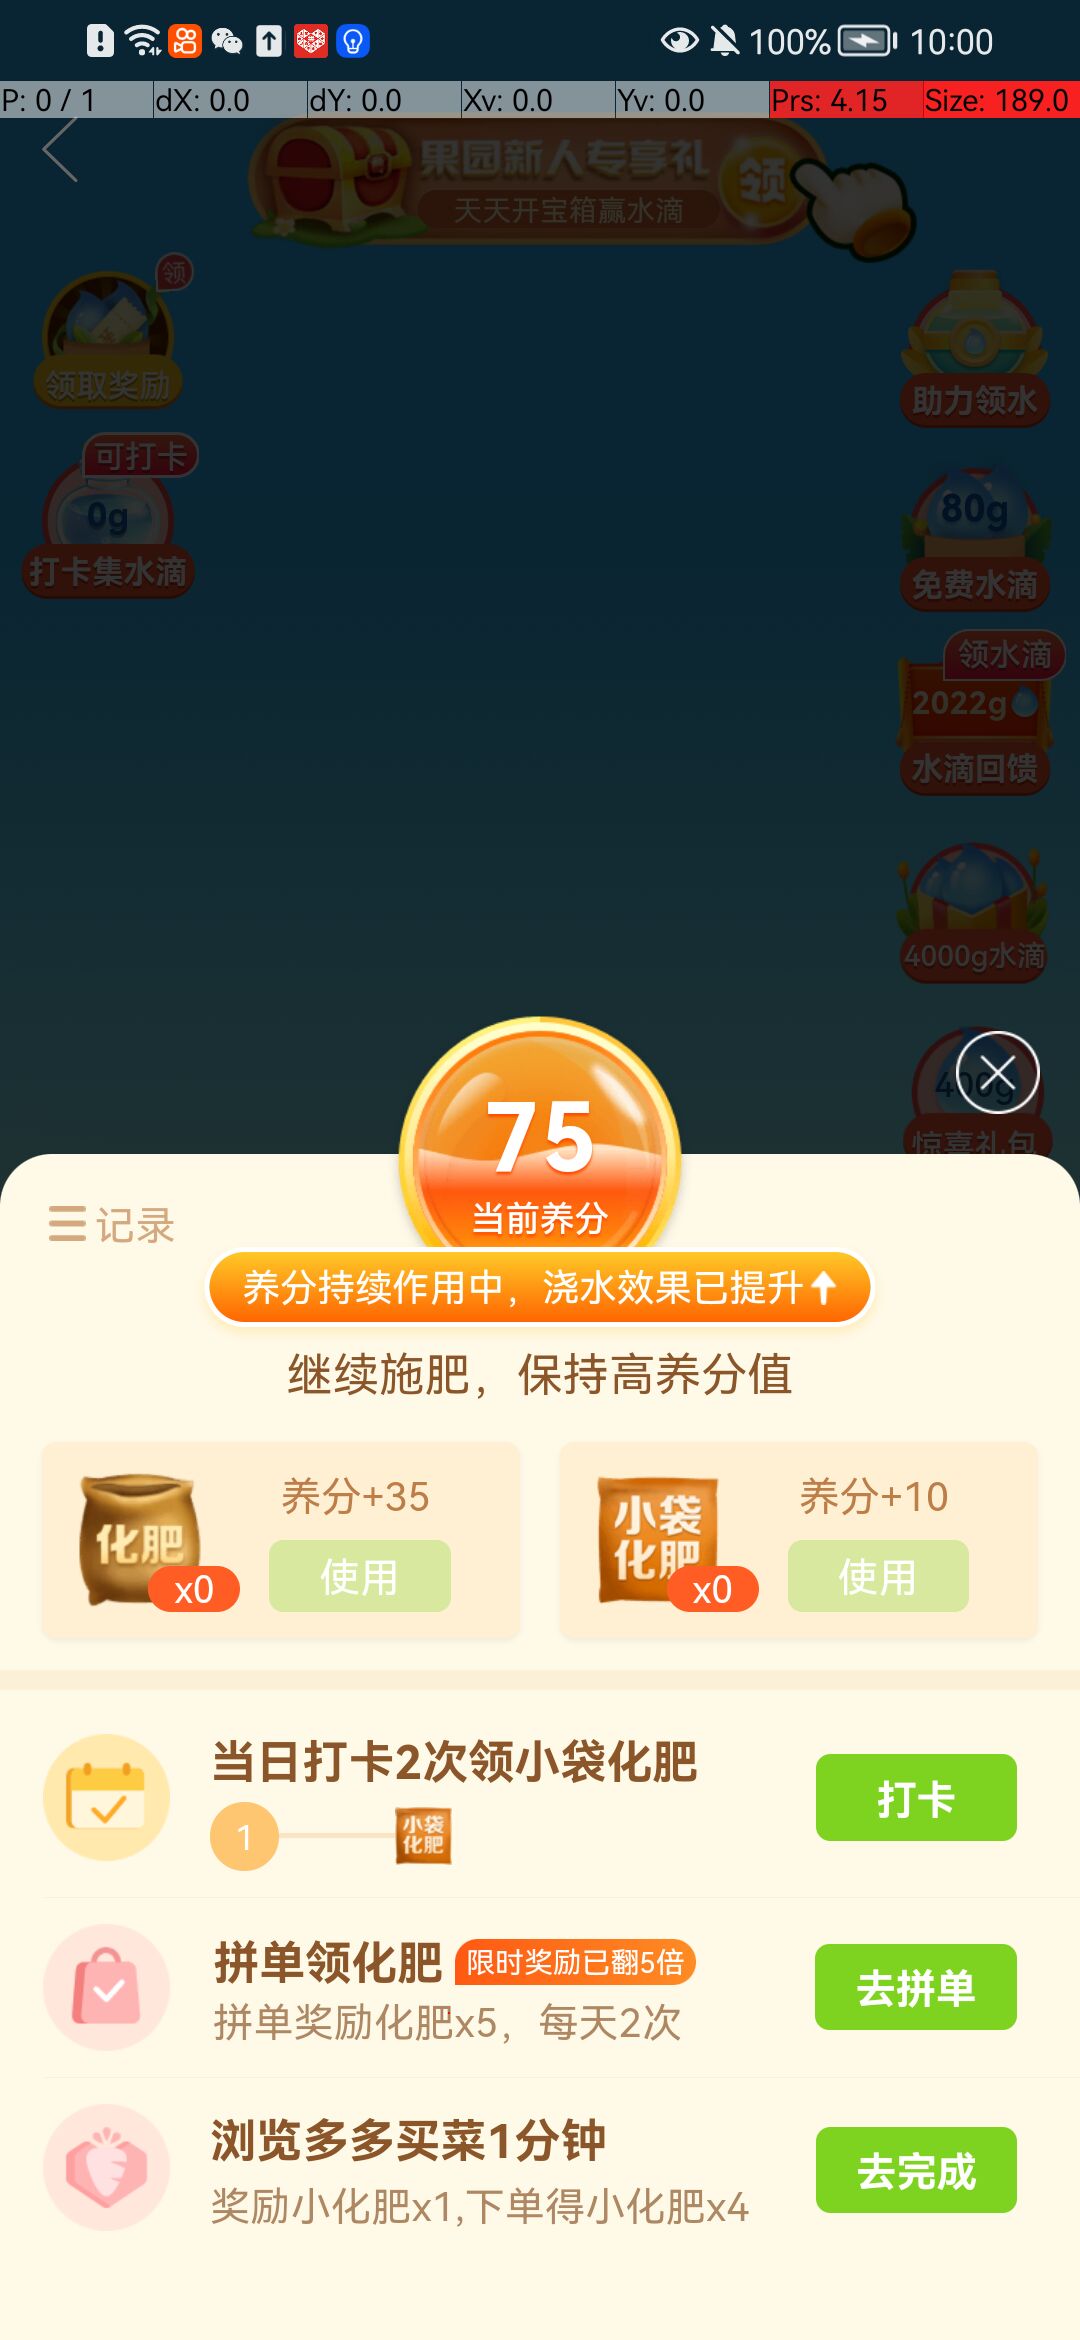 100% 10:00
P: 0 / 1 dX: 0.0 dY: 0.0 Xv: 0.0 Yv: 0.0 Prs: 4.15 Size: 189.0
果园新人专享礼
领
天天开宝箱赢水滴
领
领取奖励
助力领水
可打卡
0g
打卡集水滴
80g
免费水滴
领水滴
2022g
水滴回馈
4000g水滴
400g
惊喜礼包
75
当前养分
记录
养分持续作用中，浇水效果已提升
继续施肥，保持高养分值
化肥
x0
养分+35
使用
小袋
化肥
x0
养分+10
使用
当日打卡2次领小袋化肥
1
小袋
化肥
打卡
拼单领化肥 限时奖励已翻5倍
拼单奖励化肥x5，每天2次
去拼单
浏览多多买菜1分钟
奖励小化肥x1,下单得小化肥x4
去完成